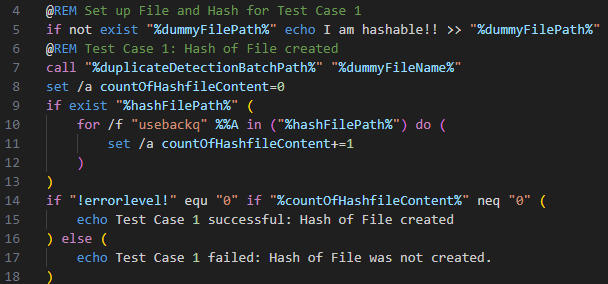 4 @REM Set up File and Hash for Test Case 1
5 if not exist "%dummyFilePath%" echo I am hashable!! >> "%dummyFilePath%"
6 @REM Test Case 1: Hash of File created
7 call "%duplicateDetectionBatchPath%" "%dummyFileName%"
8 set /a countOfHashfileContent=0
9 if exist "%hashFilePath%" (
10 for /f "usebackq" %%A in ("%hashFilePath%") do (
11 set /a countOfHashfileContent+=1
12 )
13 )
14 if "!errorlevel!" equ "0" if "%countOfHashfileContent%" neq "0" (
15 echo Test Case 1 successful: Hash of File created
16 ) else (
17 echo Test Case 1 failed: Hash of File was not created.
18 )